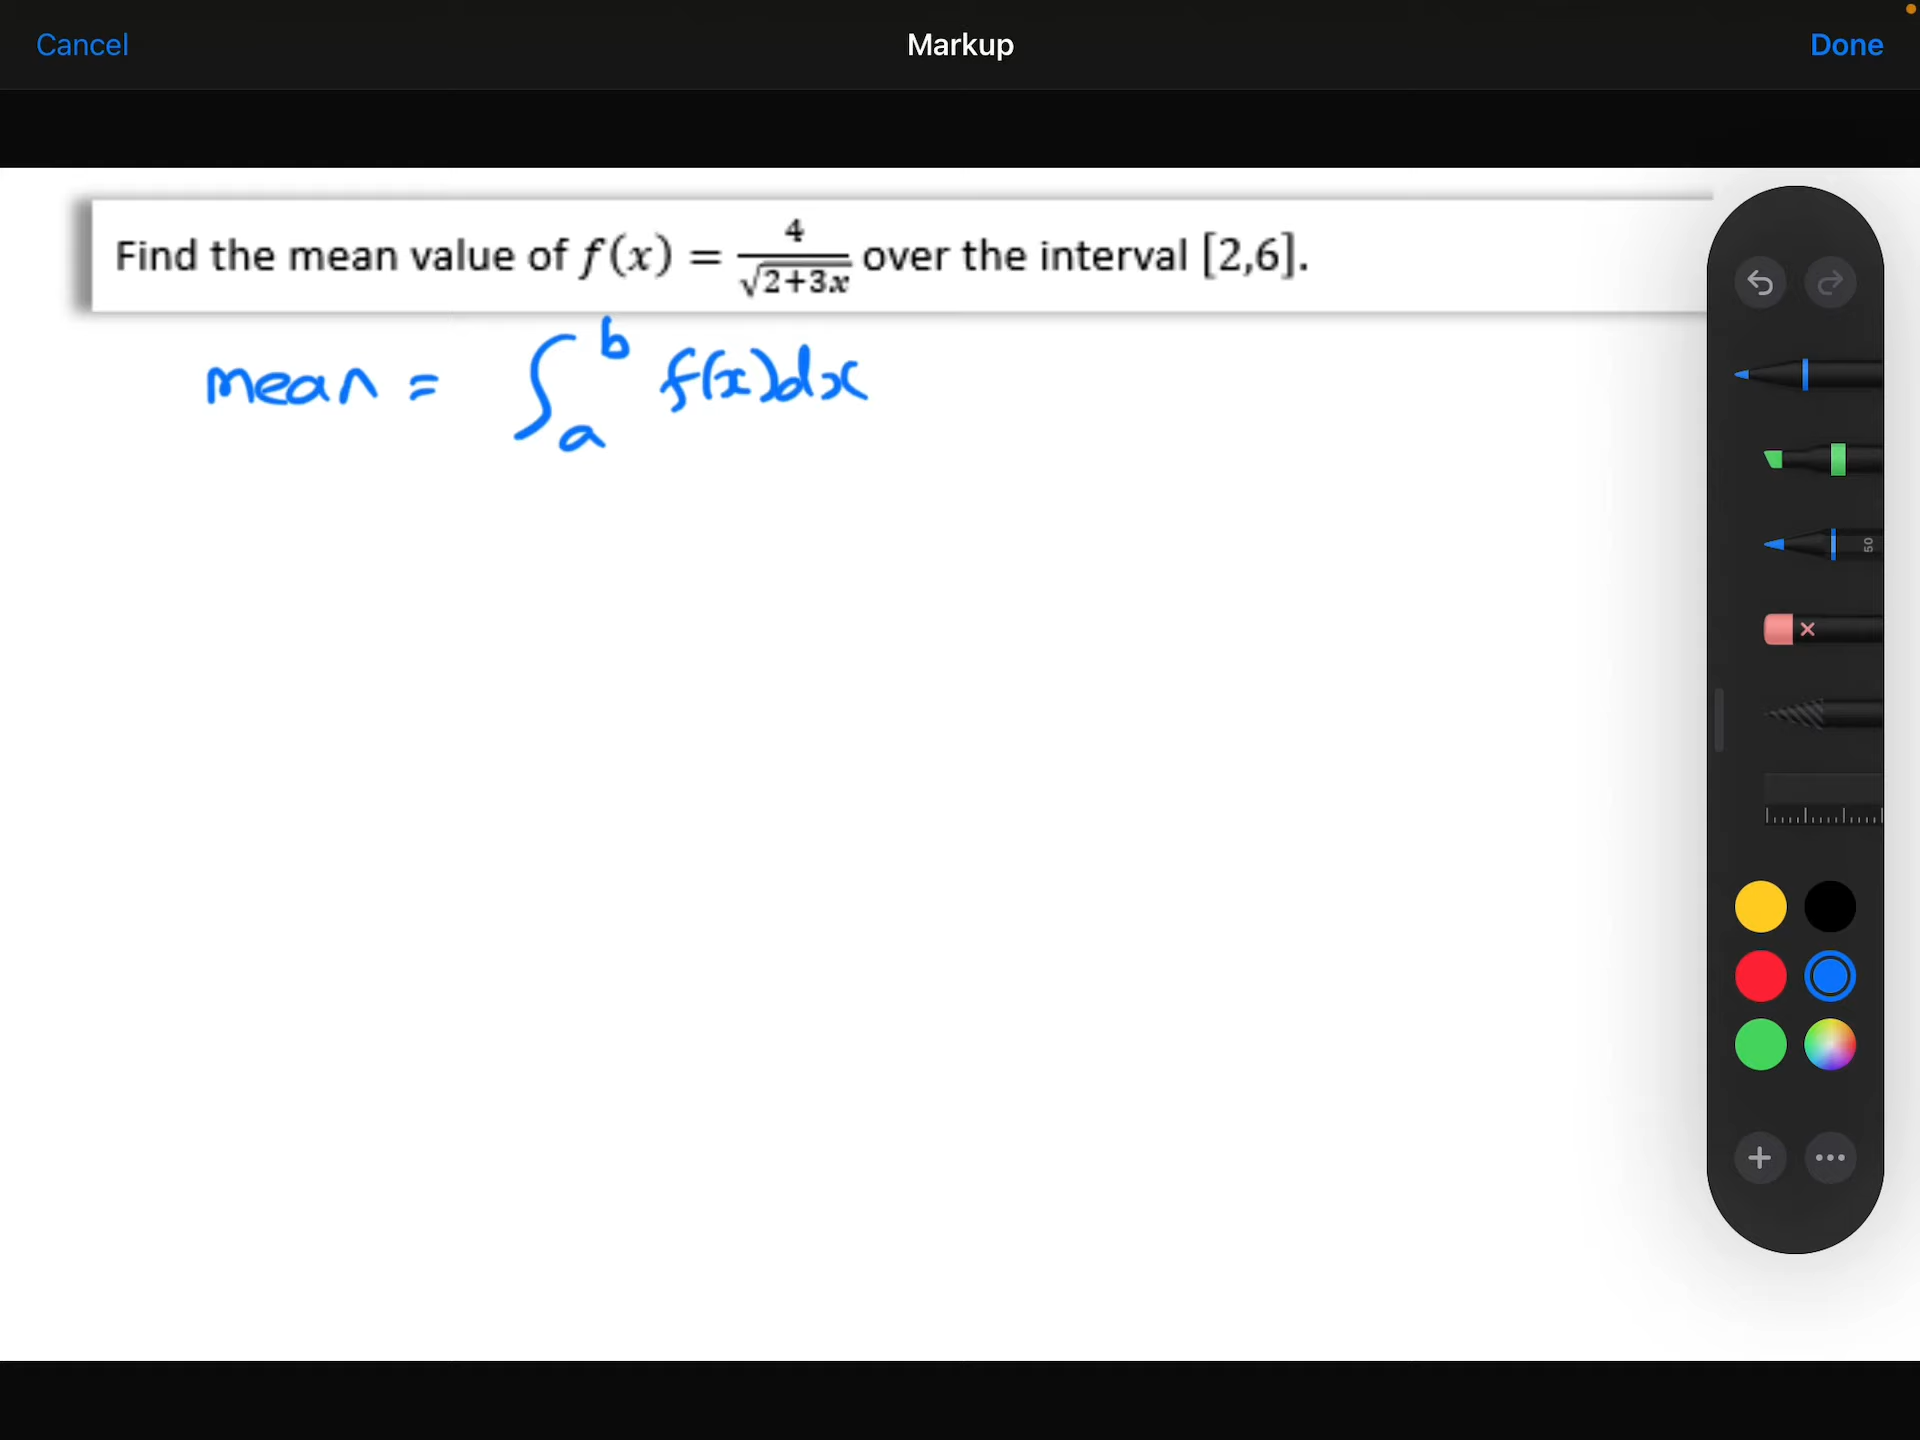 Cancel Markup Done
Find the mean value of f(x) = 4/√2+3x over the interval [2,6].
mean = ∫ₐᵇ f(x)dx
50